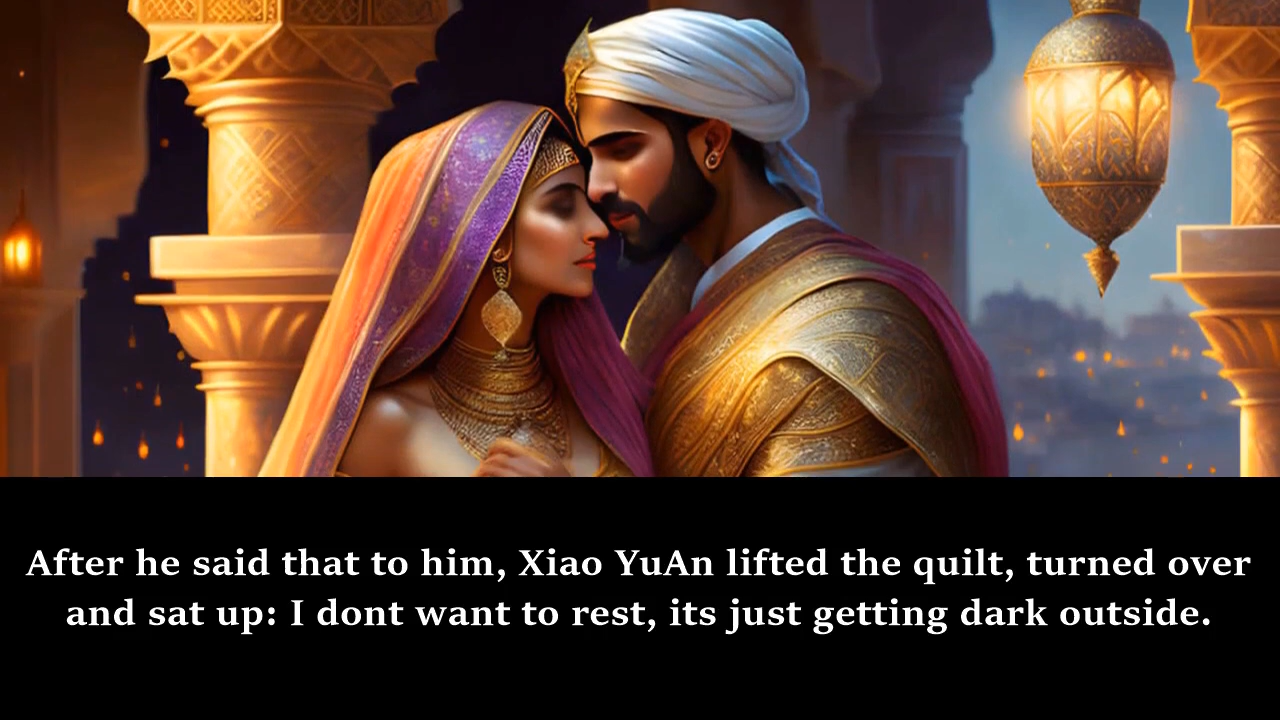 After he said that to him, Xiao YuAn lifted the quilt, turned over
and sat up: I dont want to rest, its just getting dark outside.